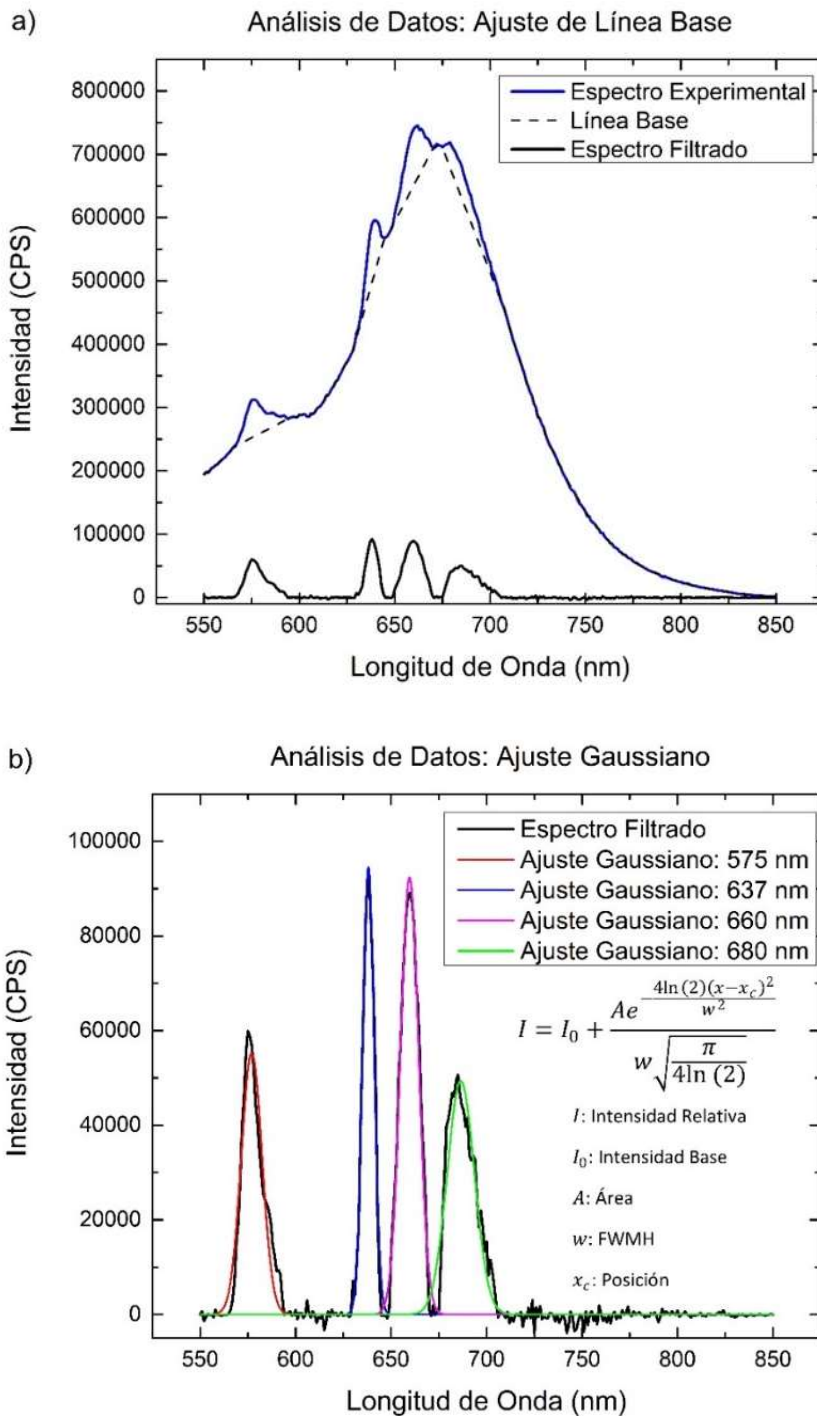 a)
Análisis de Datos: Ajuste de Línea Base
Espectro Experimental
Línea Base
Espectro Filtrado
Intensidad (CPS)
800000
700000
600000
500000
400000
300000
200000
100000
0
550 600 650 700 750 800 850
Longitud de Onda (nm)
b)
Análisis de Datos: Ajuste Gaussiano
Espectro Filtrado
Ajuste Gaussiano: 575 nm
Ajuste Gaussiano: 637 nm
Ajuste Gaussiano: 660 nm
Ajuste Gaussiano: 680 nm
Intensidad (CPS)
100000
80000
60000
40000
20000
0
I = I₀ + Ae^(-4ln(2)(x-x_c)²/w²) / w√(π/4ln (2))
I: Intensidad Relativa
I₀: Intensidad Base
A: Área
w: FWMH
x_c: Posición
550 600 650 700 750 800 850
Longitud de Onda (nm)